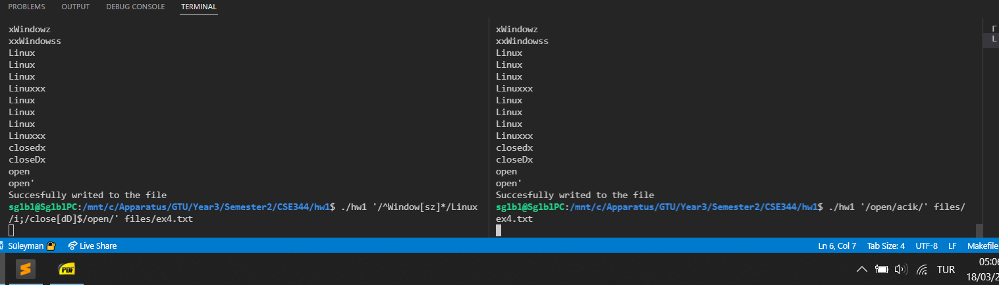 PROBLEMS OUTPUT DEBUG CONSOLE TERMINAL
xWindowz
xxWindowss
Linux
Linux
Linux
Linuxxx
Linux
Linux
Linux
Linuxxx
closedx
closeDx
open
open'
Succesfully writed to the file
sglbl@SglblPC:/mnt/c/Apparatus/GTU/Year3/Semester2/CSE344/hw1$ ./hw1 '/^Window[sz]*/Linux
/i;/close[dD]$/open/' files/ex4.txt
xWindowz
xxWindowss
Linux
Linux
Linux
Linuxxx
Linux
Linux
Linux
Linuxxx
closedx
closeDx
open
open'
Succesfully writed to the file
sglbl@SglblPC:/mnt/c/Apparatus/GTU/Year3/Semester2/CSE344/hw1$ ./hw1 '/open/acik/' files/
ex4.txt
Süleyman Live Share Ln 6, Col 7 Tab Size: 4 UTF-8 LF Makefile
PDF TUR 05:06
18/03/2